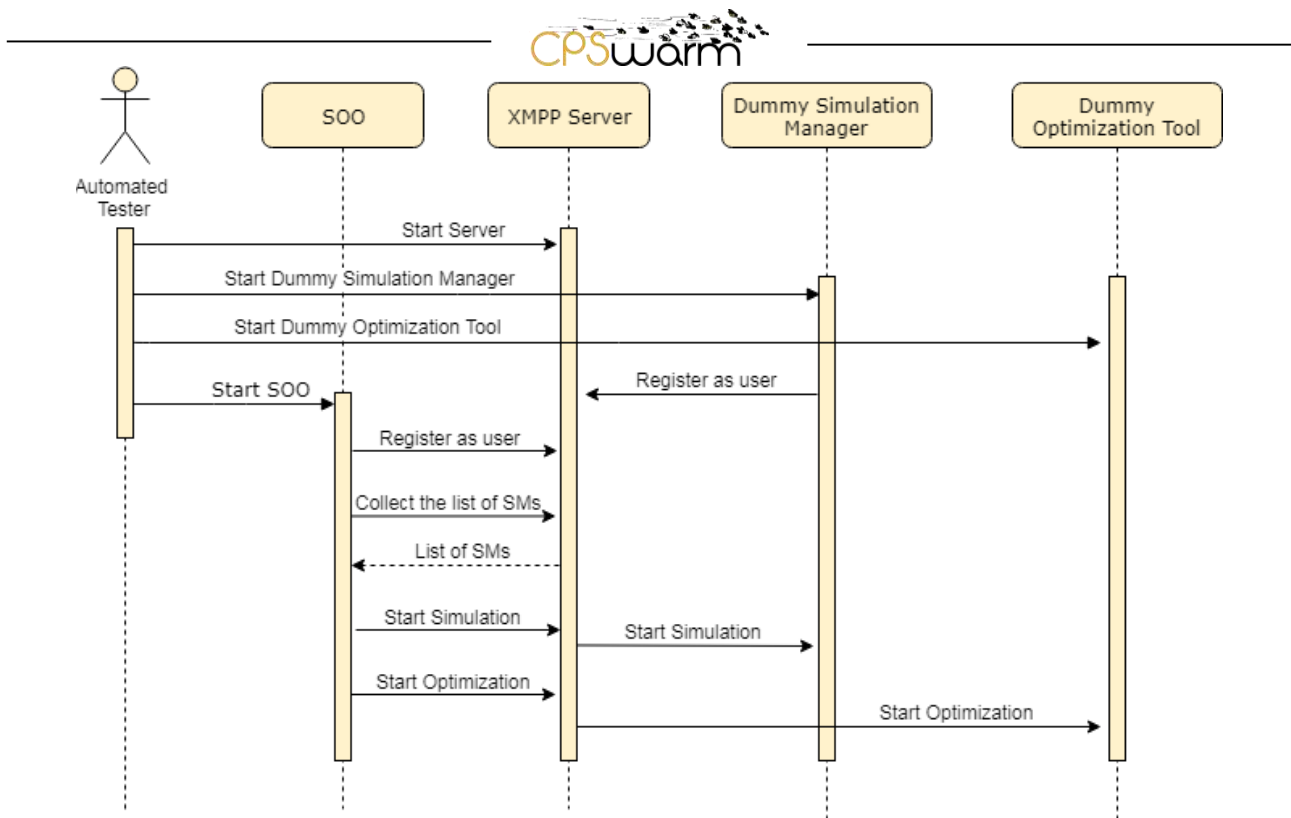 CPSwarm
SOO
XMPP Server
Dummy Simulation
Manager
Dummy
Optimization Tool
Automated
Tester
Start Server
Start Dummy Simulation Manager
Start Dummy Optimization Tool
Register as user
Start SOO
Register as user
Collect the list of SMs
List of SMs
Start Simulation
Start Simulation
Start Optimization
Start Optimization